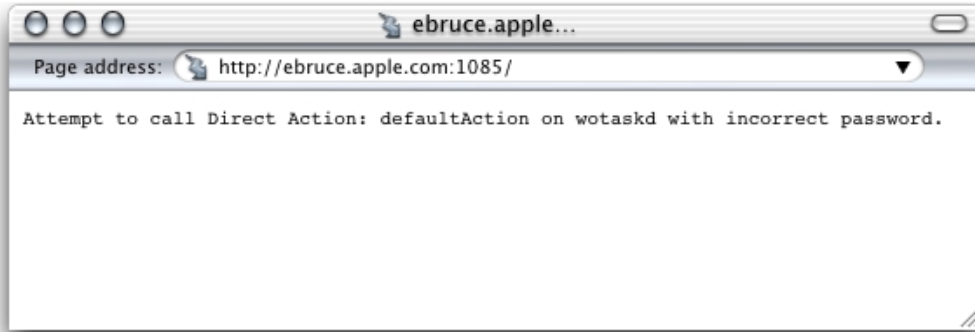 ebruce.apple...
Page address: http://ebruce.apple.com:1085/
Attempt to call Direct Action: defaultAction on wotaskd with incorrect password.